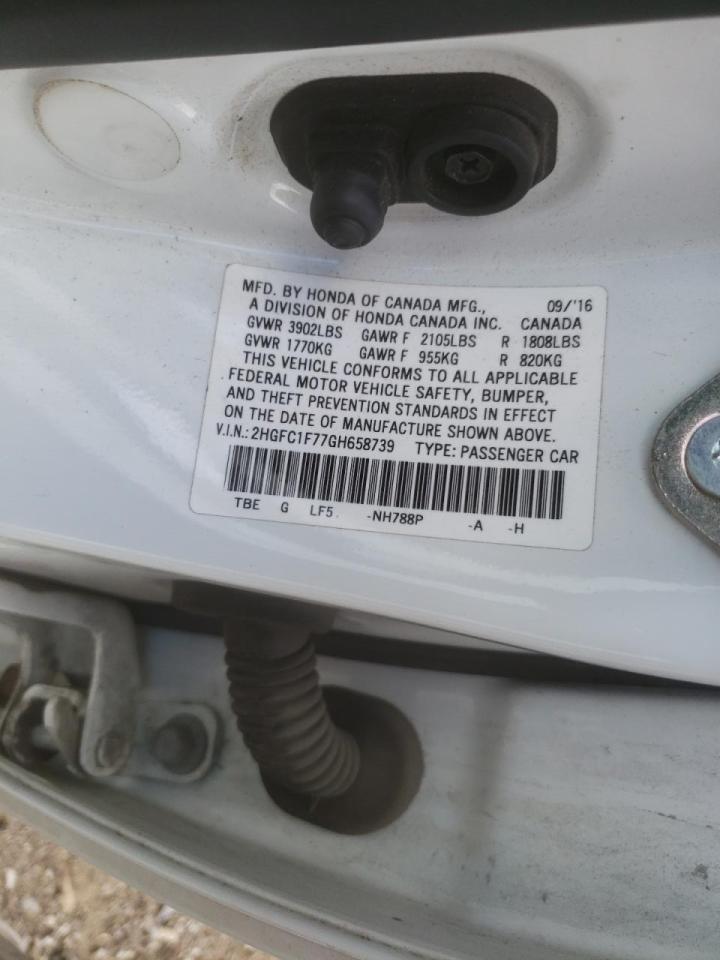 MFD. BY HONDA OF CANADA MFG., 09/'16
A DIVISION OF HONDA CANADA INC. CANADA
GVWR 3902LBS GAWR F 2105LBS R 1808LBS
GVWR 1770KG GAWR F 955KG R 820KG
THIS VEHICLE CONFORMS TO ALL APPLICABLE
FEDERAL MOTOR VEHICLE SAFETY, BUMPER,
AND THEFT PREVENTION STANDARDS IN EFFECT
ON THE DATE OF MANUFACTURE SHOWN ABOVE.
V.I.N.: 2HGFC1F77GH658739 TYPE: PASSENGER CAR
TBE G LF5 -NH788P -A -H